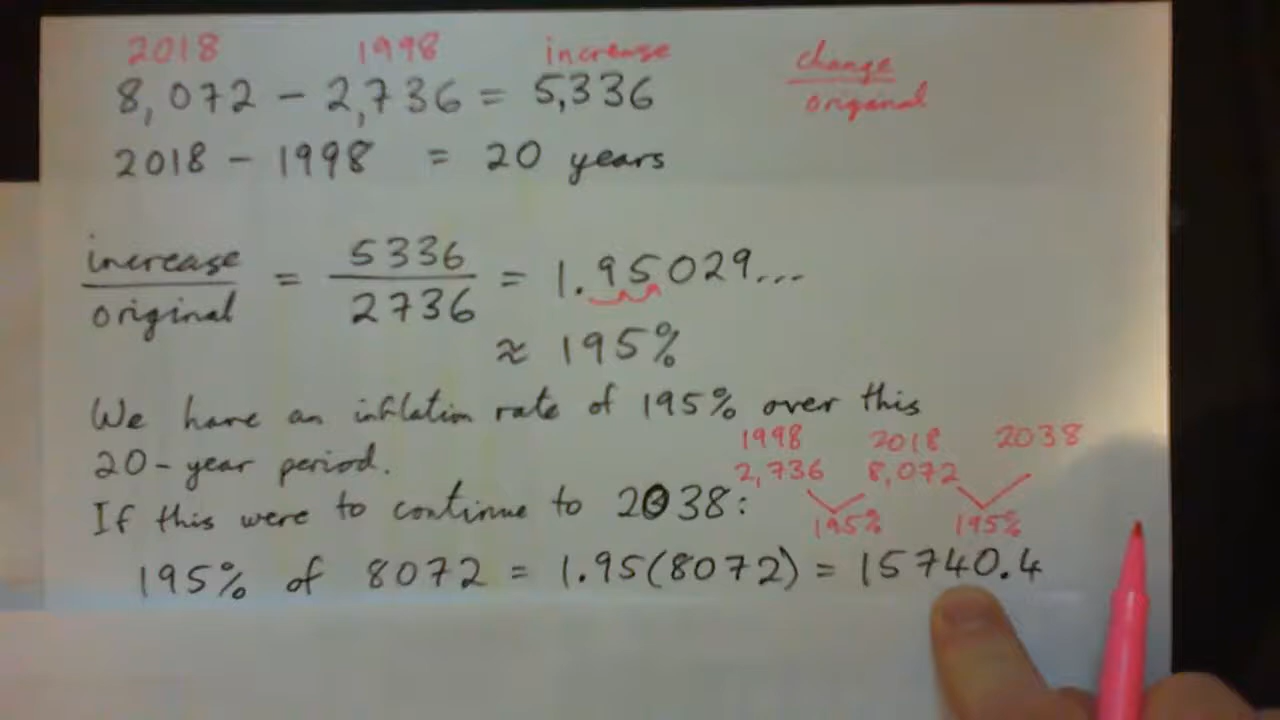 2018 1998 increase
8,072 - 2,736 = 5,336
change
original
2018 - 1998 = 20 years
increase
original
= 5336
2736
= 1.95029...
≈ 195%
We have an inflation rate of 195% over this
20-year period.
1998 2018 2038
2,736 8,072
195% 195%
If this were to continue to 2038:
195% of 8072 = 1.95(8072) = 15740.4